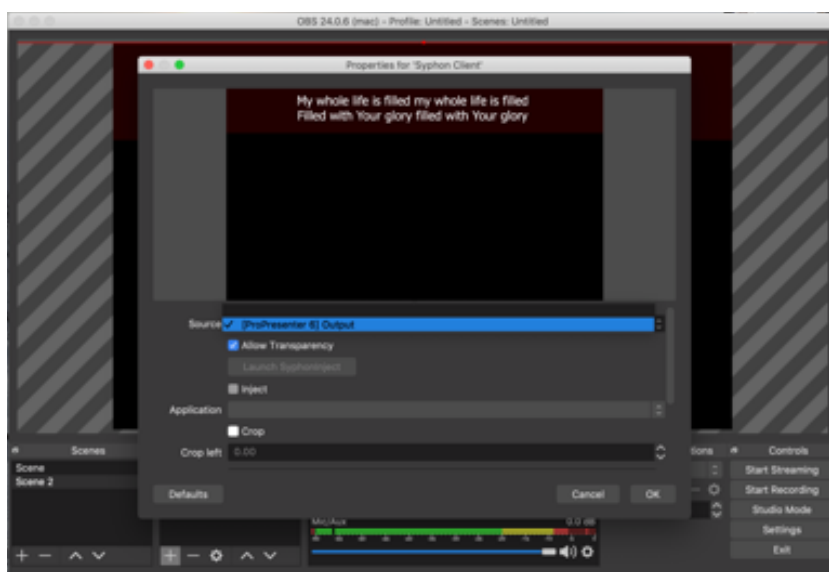 OBS 24.0.6 (mac) - Profile: Untitled - Scenes: Untitled
Properties for 'Syphon Client'
My whole life is filled my whole life is filled
Filled with Your glory filled with Your glory
Source
✓ [ProPresenter 6] Output
Allow Transparency
Launch SyphonInject
Inject
Application
Crop
Crop left 0.00
Defaults
Cancel
OK
Scenes
Scene
Scene 2
Mic/Aux
0.0 dB
tions
Controls
Start Streaming
Start Recording
Studio Mode
Settings
Exit